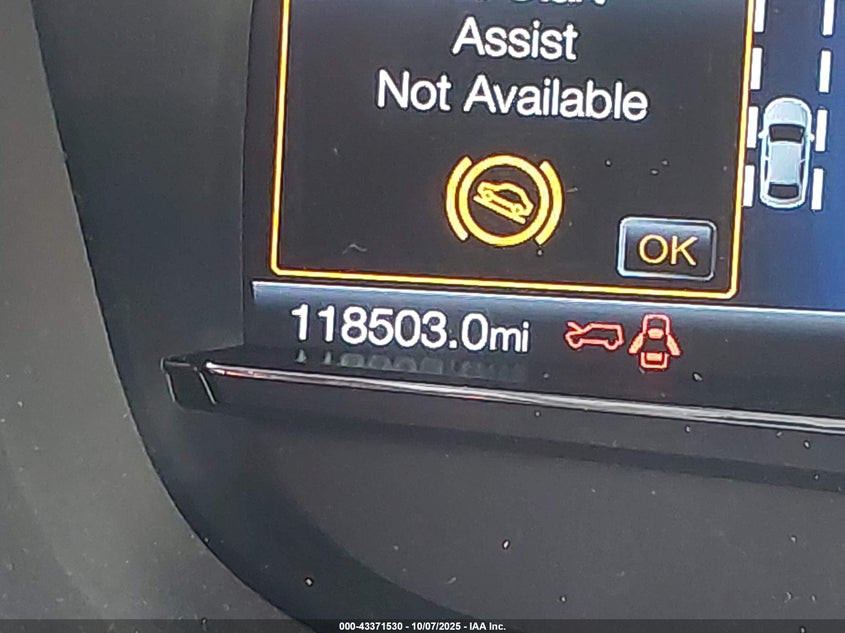 Assist
Not Available
OK
118503.0mi
000-43371530 - 10/07/2025 - IAA Inc.